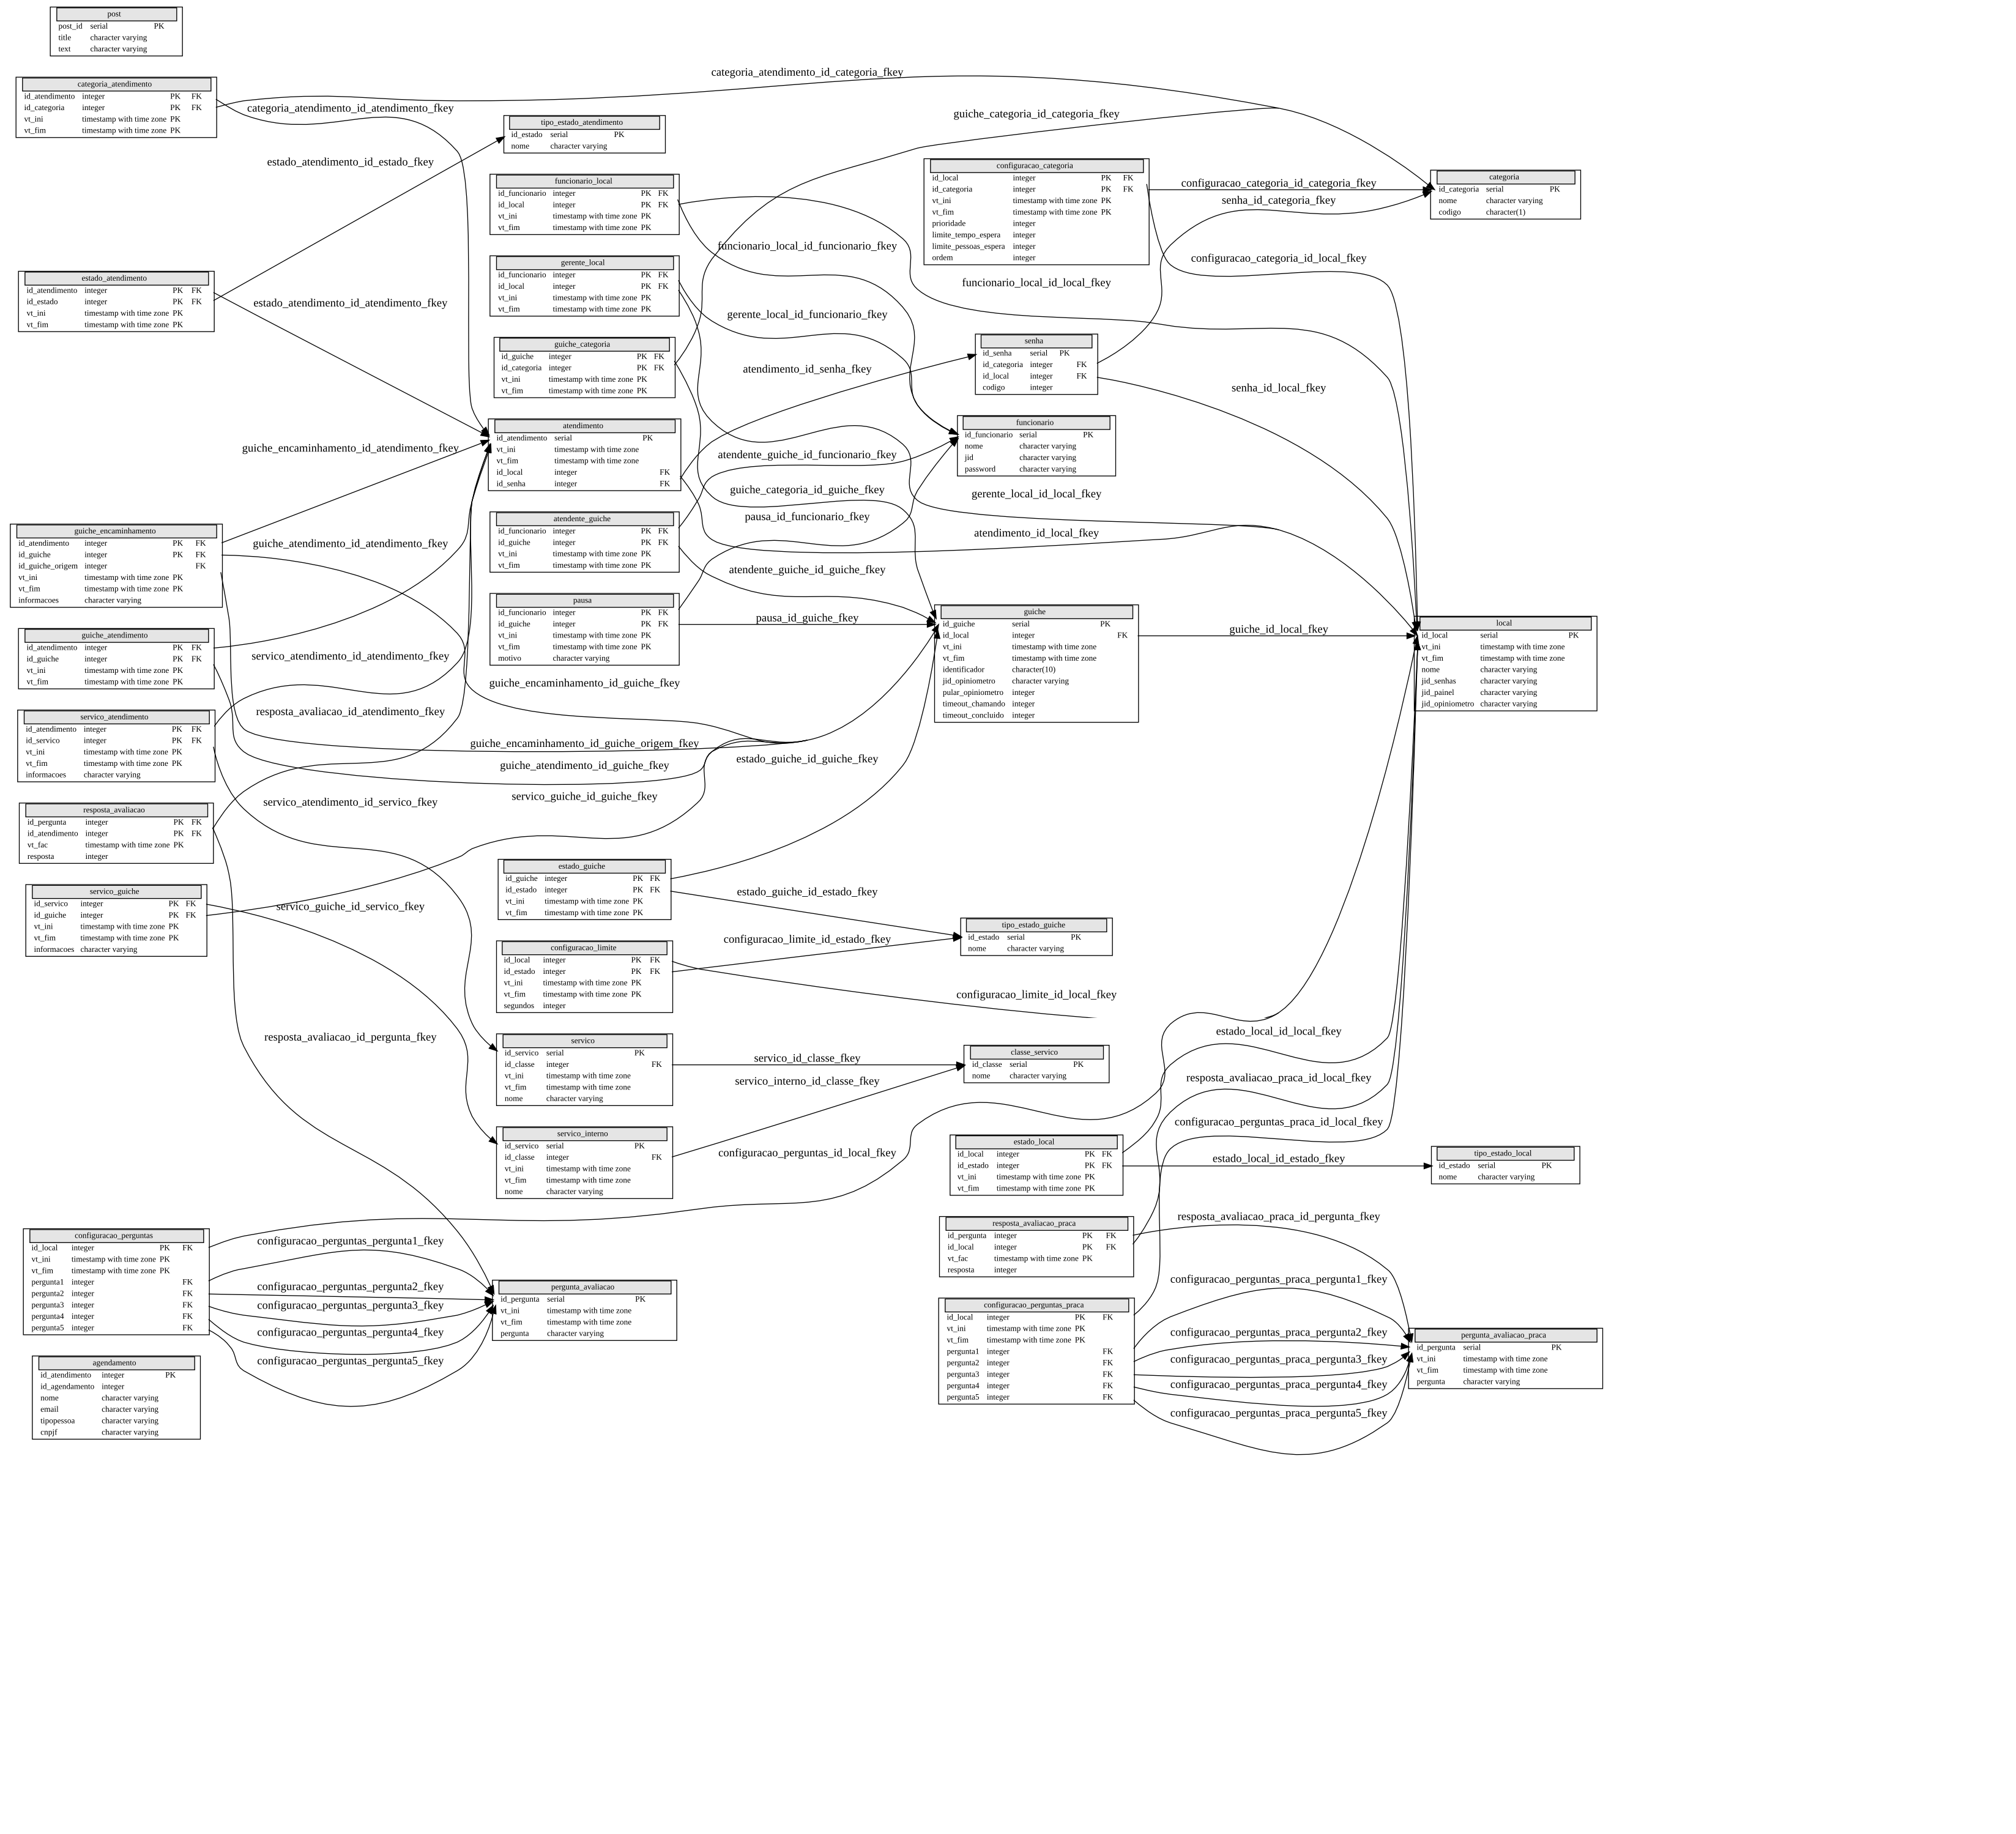 post
post_id serial PK
title character varying
text character varying
categoria_atendimento
id_atendimento integer PK FK
id_categoria integer PK FK
vt_ini timestamp with time zone PK
vt_fim timestamp with time zone PK
estado_atendimento
id_atendimento integer PK FK
id_estado integer PK FK
vt_ini timestamp with time zone PK
vt_fim timestamp with time zone PK
guiche_encaminhamento
id_atendimento integer PK FK
id_guiche integer PK FK
id_guiche_origem integer FK
vt_ini timestamp with time zone PK
vt_fim timestamp with time zone PK
informacoes character varying
guiche_atendimento
id_atendimento integer PK FK
id_guiche integer PK FK
vt_ini timestamp with time zone PK
vt_fim timestamp with time zone PK
servico_atendimento
id_atendimento integer PK FK
id_servico integer PK FK
vt_ini timestamp with time zone PK
vt_fim timestamp with time zone PK
informacoes character varying
resposta_avaliacao
id_pergunta integer PK FK
id_atendimento integer PK FK
vt_fac timestamp with time zone PK
resposta integer
servico_guiche
id_servico integer PK FK
id_guiche integer PK FK
vt_ini timestamp with time zone PK
vt_fim timestamp with time zone PK
informacoes character varying
configuracao_perguntas
id_local integer PK FK
vt_ini timestamp with time zone PK
vt_fim timestamp with time zone PK
pergunta1 integer FK
pergunta2 integer FK
pergunta3 integer FK
pergunta4 integer FK
pergunta5 integer FK
agendamento
id_atendimento integer PK
id_agendamento integer
nome character varying
email character varying
tipopessoa character varying
cnpjf character varying
categoria_atendimento_id_categoria_fkey
categoria_atendimento_id_atendimento_fkey
estado_atendimento_id_estado_fkey
estado_atendimento_id_atendimento_fkey
guiche_encaminhamento_id_atendimento_fkey
guiche_atendimento_id_atendimento_fkey
servico_atendimento_id_atendimento_fkey
guiche_encaminhamento_id_guiche_fkey
resposta_avaliacao_id_atendimento_fkey
guiche_encaminhamento_id_guiche_origem_fkey
guiche_atendimento_id_guiche_fkey
servico_guiche_id_guiche_fkey
servico_atendimento_id_servico_fkey
servico_guiche_id_servico_fkey
resposta_avaliacao_id_pergunta_fkey
configuracao_perguntas_id_local_fkey
configuracao_perguntas_pergunta1_fkey
configuracao_perguntas_pergunta2_fkey
configuracao_perguntas_pergunta3_fkey
configuracao_perguntas_pergunta4_fkey
configuracao_perguntas_pergunta5_fkey
tipo_estado_atendimento
id_estado serial PK
nome character varying
funcionario_local
id_funcionario integer PK FK
id_local integer PK FK
vt_ini timestamp with time zone PK
vt_fim timestamp with time zone PK
gerente_local
id_funcionario integer PK FK
id_local integer PK FK
vt_ini timestamp with time zone PK
vt_fim timestamp with time zone PK
guiche_categoria
id_guiche integer PK FK
id_categoria integer PK FK
vt_ini timestamp with time zone PK
vt_fim timestamp with time zone PK
atendimento
id_atendimento serial PK
vt_ini timestamp with time zone
vt_fim timestamp with time zone
id_local integer FK
id_senha integer FK
atendente_guiche
id_funcionario integer PK FK
id_guiche integer PK FK
vt_ini timestamp with time zone PK
vt_fim timestamp with time zone PK
pausa
id_funcionario integer PK FK
id_guiche integer PK FK
vt_ini timestamp with time zone PK
vt_fim timestamp with time zone PK
motivo character varying
estado_guiche
id_guiche integer PK FK
id_estado integer PK FK
vt_ini timestamp with time zone PK
vt_fim timestamp with time zone PK
configuracao_limite
id_local integer PK FK
id_estado integer PK FK
vt_ini timestamp with time zone PK
vt_fim timestamp with time zone PK
segundos integer
servico
id_servico serial PK
id_classe integer FK
vt_ini timestamp with time zone
vt_fim timestamp with time zone
nome character varying
servico_interno
id_servico serial PK
id_classe integer FK
vt_ini timestamp with time zone
vt_fim timestamp with time zone
nome character varying
pergunta_avaliacao
id_pergunta serial PK
vt_ini timestamp with time zone
vt_fim timestamp with time zone
pergunta character varying
guiche_categoria_id_categoria_fkey
funcionario_local_id_funcionario_fkey
funcionario_local_id_local_fkey
gerente_local_id_funcionario_fkey
atendimento_id_senha_fkey
atendente_guiche_id_funcionario_fkey
guiche_categoria_id_guiche_fkey
gerente_local_id_local_fkey
pausa_id_funcionario_fkey
atendimento_id_local_fkey
atendente_guiche_id_guiche_fkey
pausa_id_guiche_fkey
estado_guiche_id_guiche_fkey
estado_guiche_id_estado_fkey
configuracao_limite_id_estado_fkey
configuracao_limite_id_local_fkey
servico_id_classe_fkey
servico_interno_id_classe_fkey
configuracao_categoria
id_local integer PK FK
id_categoria integer PK FK
vt_ini timestamp with time zone PK
vt_fim timestamp with time zone PK
prioridade integer
limite_tempo_espera integer
limite_pessoas_espera integer
ordem integer
senha
id_senha serial PK
id_categoria integer FK
id_local integer FK
codigo integer
funcionario
id_funcionario serial PK
nome character varying
jid character varying
password character varying
guiche
id_guiche serial PK
id_local integer FK
vt_ini timestamp with time zone
vt_fim timestamp with time zone
identificador character(10)
jid_opiniometro character varying
pular_opiniometro integer
timeout_chamando integer
timeout_concluido integer
tipo_estado_guiche
id_estado serial PK
nome character varying
classe_servico
id_classe serial PK
nome character varying
estado_local
id_local integer PK FK
id_estado integer PK FK
vt_ini timestamp with time zone PK
vt_fim timestamp with time zone PK
resposta_avaliacao_praca
id_pergunta integer PK FK
id_local integer PK FK
vt_fac timestamp with time zone PK
resposta integer
configuracao_perguntas_praca
id_local integer PK FK
vt_ini timestamp with time zone PK
vt_fim timestamp with time zone PK
pergunta1 integer FK
pergunta2 integer FK
pergunta3 integer FK
pergunta4 integer FK
pergunta5 integer FK
configuracao_categoria_id_categoria_fkey
senha_id_categoria_fkey
configuracao_categoria_id_local_fkey
senha_id_local_fkey
guiche_id_local_fkey
estado_local_id_local_fkey
resposta_avaliacao_praca_id_local_fkey
configuracao_perguntas_praca_id_local_fkey
estado_local_id_estado_fkey
resposta_avaliacao_praca_id_pergunta_fkey
configuracao_perguntas_praca_pergunta1_fkey
configuracao_perguntas_praca_pergunta2_fkey
configuracao_perguntas_praca_pergunta3_fkey
configuracao_perguntas_praca_pergunta4_fkey
configuracao_perguntas_praca_pergunta5_fkey
categoria
id_categoria serial PK
nome character varying
codigo character(1)
local
id_local serial PK
vt_ini timestamp with time zone
vt_fim timestamp with time zone
nome character varying
jid_senhas character varying
jid_painel character varying
jid_opiniometro character varying
tipo_estado_local
id_estado serial PK
nome character varying
pergunta_avaliacao_praca
id_pergunta serial PK
vt_ini timestamp with time zone
vt_fim timestamp with time zone
pergunta character varying